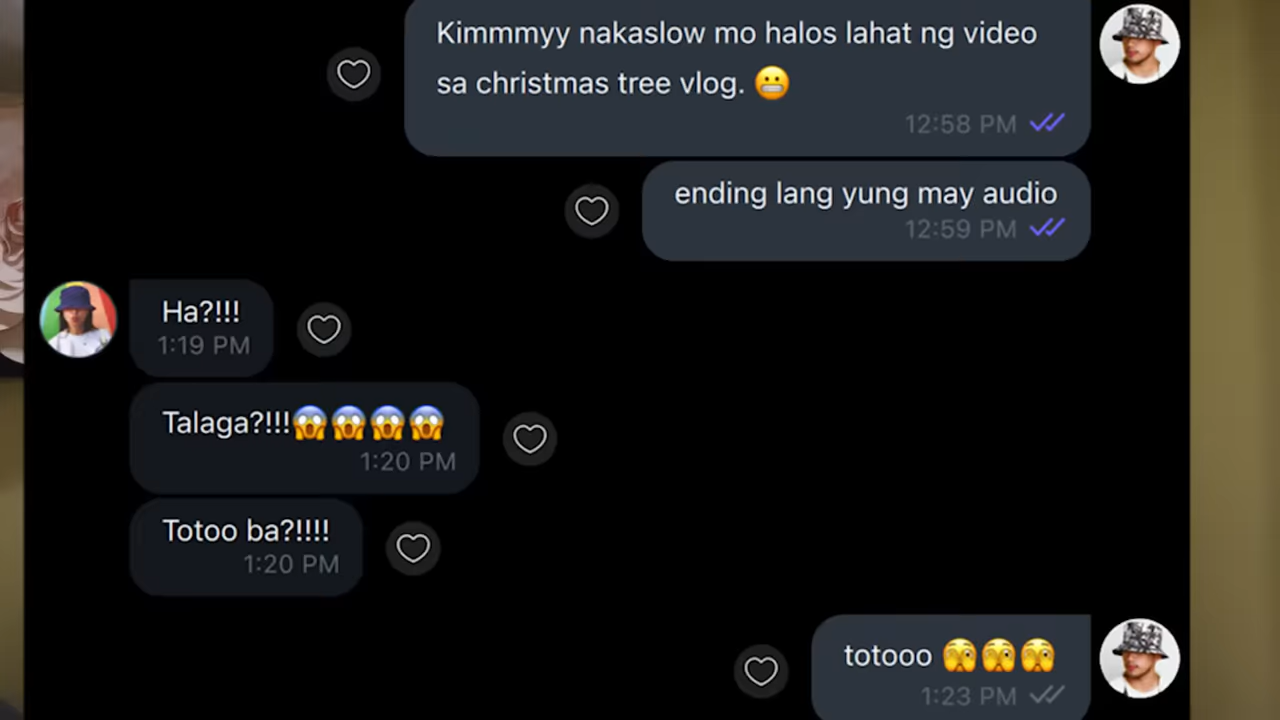 Kimmmyy nakaslow mo halos lahat ng video
sa christmas tree vlog. 😬
12:58 PM
ending lang yung may audio
12:59 PM
Ha?!!!
1:19 PM
Talaga?!!!😱😱😱😱
1:20 PM
Totoo ba?!!!!
1:20 PM
totooo 🫣🫣🫣
1:23 PM